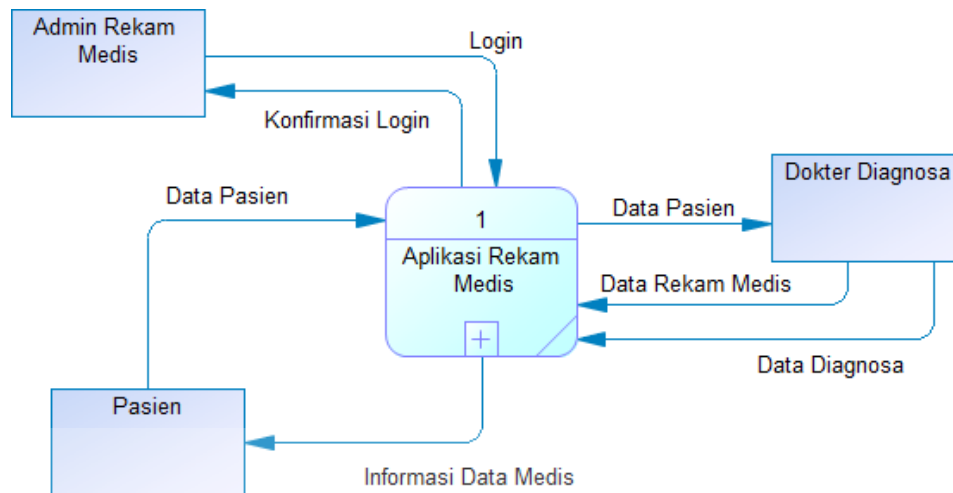 Admin Rekam
Medis
Login
Konfirmasi Login
Dokter Diagnosa
Data Pasien
1
Data Pasien
Aplikasi Rekam
Medis
Data Rekam Medis
Data Diagnosa
Pasien
Informasi Data Medis